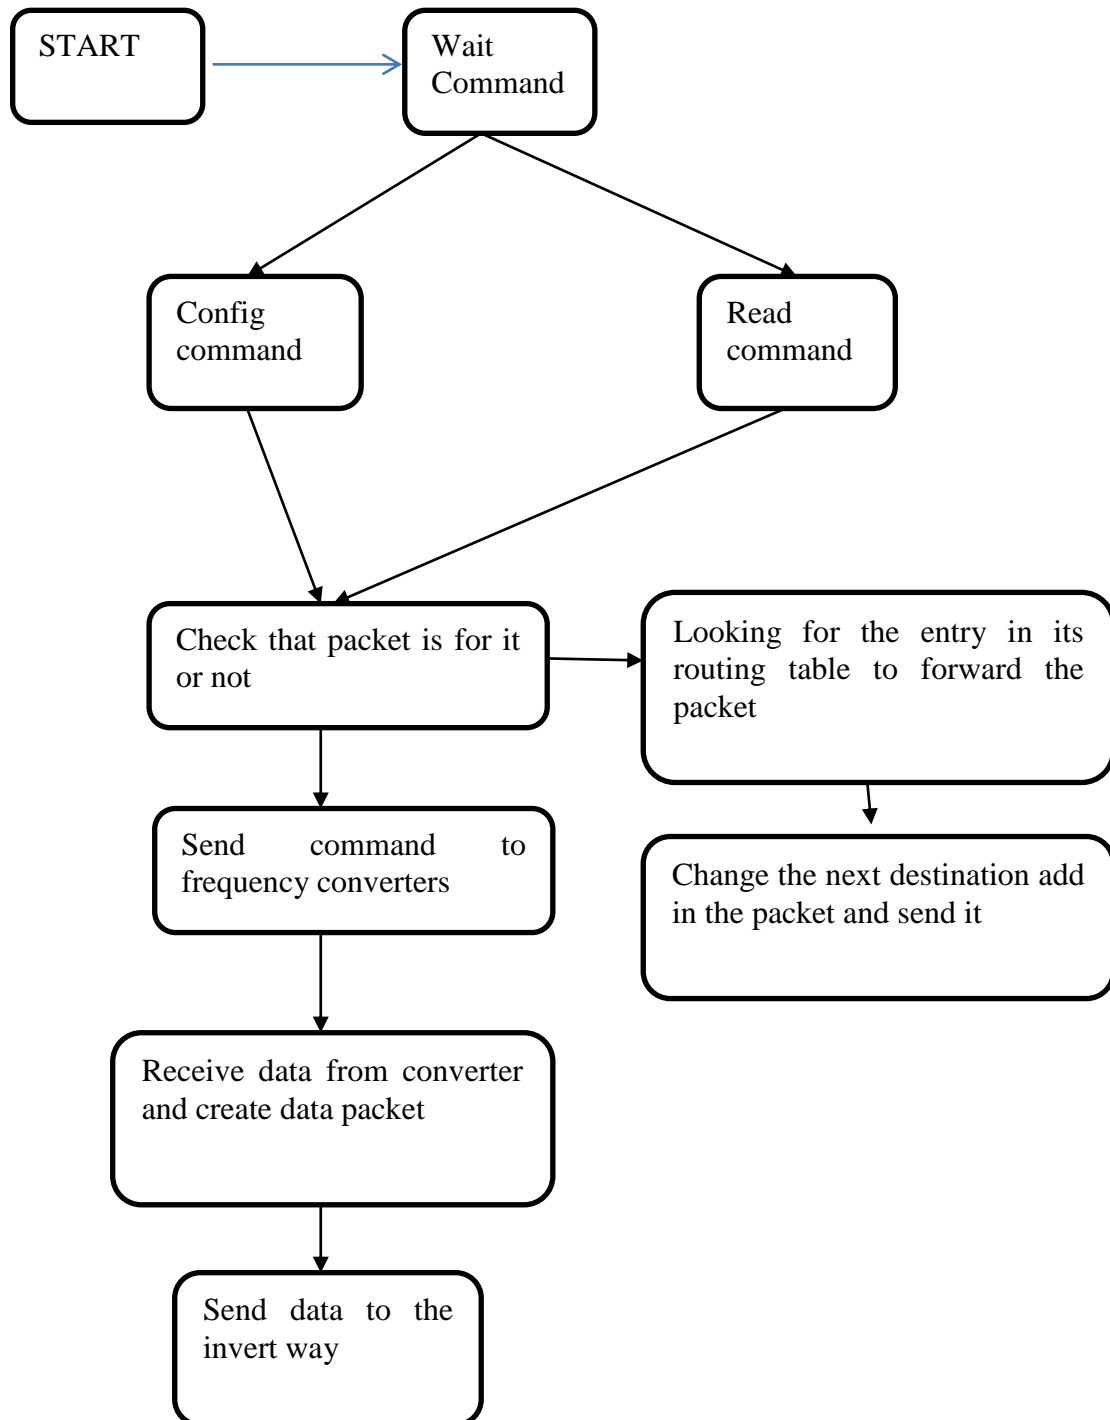 START
Wait
Command
Config
command
Read
command
Check that packet is for it
or not
Looking for the entry in its
routing table to forward the
packet
Send command to
frequency converters
Change the next destination add
in the packet and send it
Receive data from converter
and create data packet
Send data to the
invert way